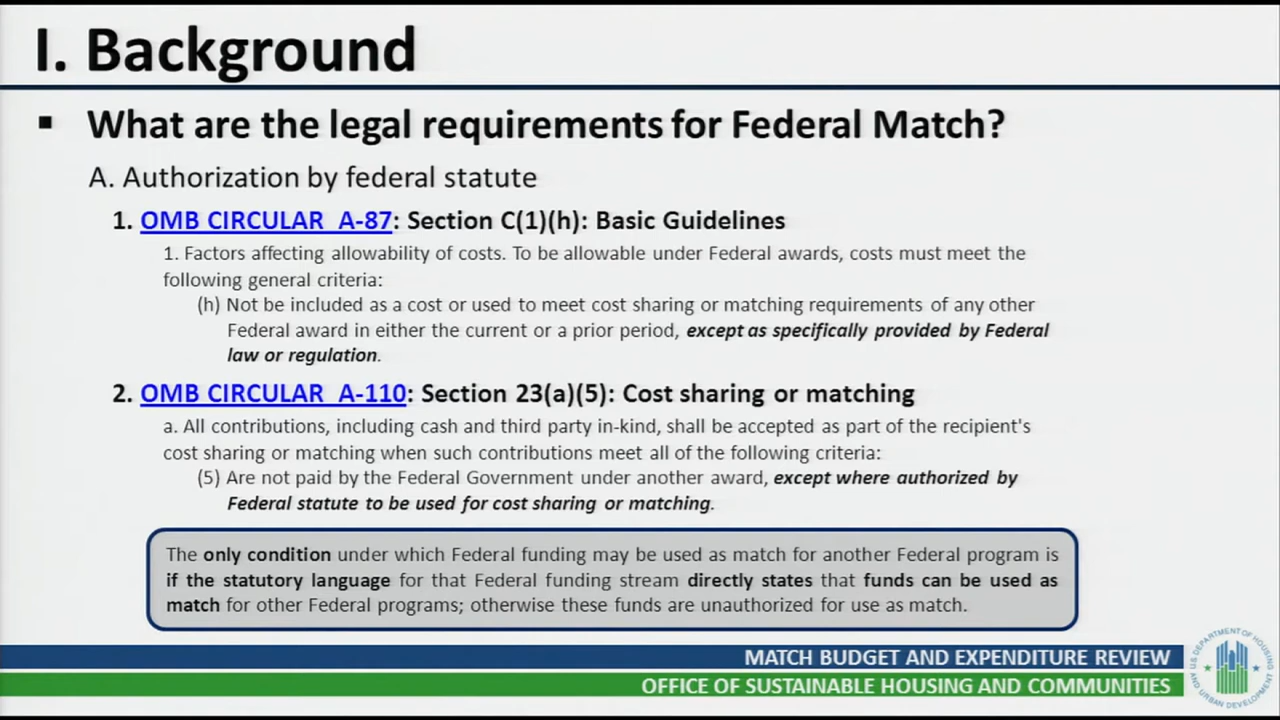 I. Background
▪ What are the legal requirements for Federal Match?
A. Authorization by federal statute
1. OMB CIRCULAR A-87: Section C(1)(h): Basic Guidelines
1. Factors affecting allowability of costs. To be allowable under Federal awards, costs must meet the
following general criteria:
(h) Not be included as a cost or used to meet cost sharing or matching requirements of any other
Federal award in either the current or a prior period, except as specifically provided by Federal
law or regulation.
2. OMB CIRCULAR A-110: Section 23(a)(5): Cost sharing or matching
a. All contributions, including cash and third party in-kind, shall be accepted as part of the recipient's
cost sharing or matching when such contributions meet all of the following criteria:
(5) Are not paid by the Federal Government under another award, except where authorized by
Federal statute to be used for cost sharing or matching.
The only condition under which Federal funding may be used as match for another Federal program is
if the statutory language for that Federal funding stream directly states that funds can be used as
match for other Federal programs; otherwise these funds are unauthorized for use as match.
MATCH BUDGET AND EXPENDITURE REVIEW
OFFICE OF SUSTAINABLE HOUSING AND COMMUNITIES
U.S. DEPARTMENT OF HOUSING
AND URBAN DEVELOPMENT